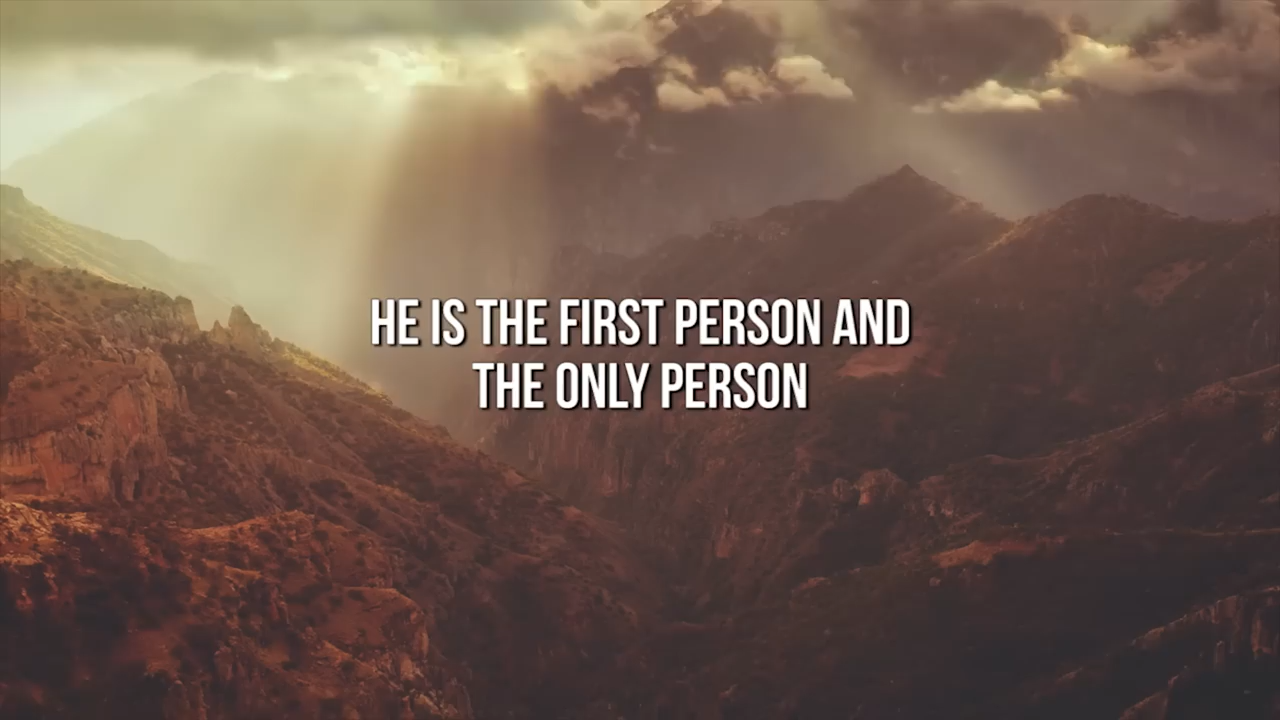 HE IS THE FIRST PERSON AND
THE ONLY PERSON